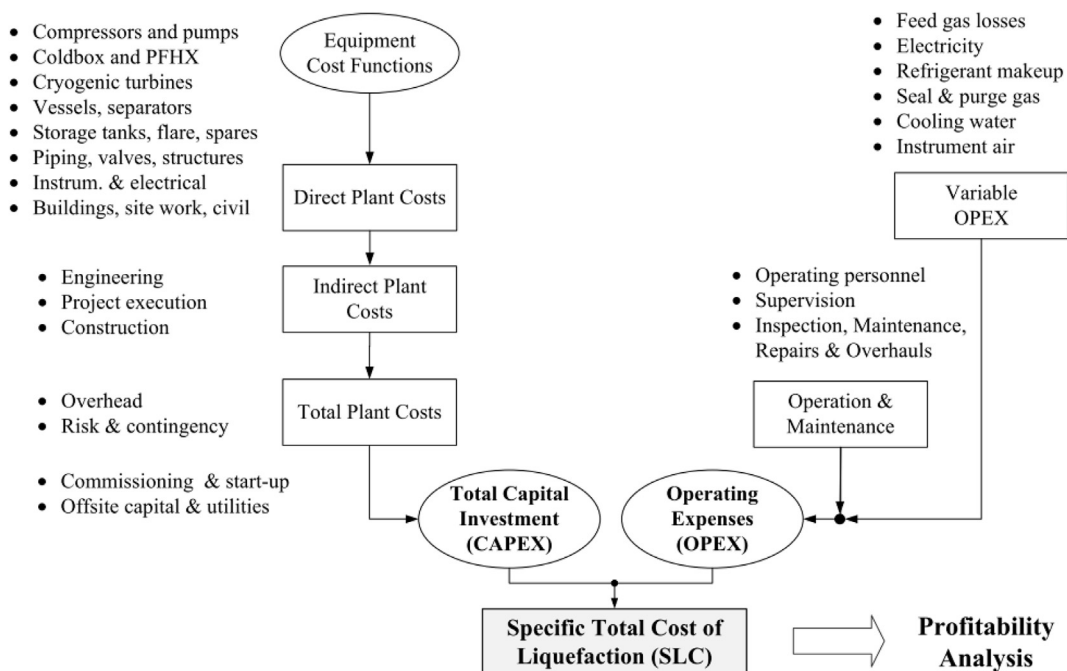 • Compressors and pumps
• Coldbox and PFHX
• Cryogenic turbines
• Vessels, separators
• Storage tanks, flare, spares
• Piping, valves, structures
• Instrum. & electrical
• Buildings, site work, civil
Equipment
Cost Functions
Direct Plant Costs
• Engineering
• Project execution
• Construction
Indirect Plant
Costs
• Overhead
• Risk & contingency
Total Plant Costs
• Commissioning & start-up
• Offsite capital & utilities
Total Capital
Investment
(CAPEX)
• Feed gas losses
• Electricity
• Refrigerant makeup
• Seal & purge gas
• Cooling water
• Instrument air
Variable
OPEX
• Operating personnel
• Supervision
• Inspection, Maintenance,
Repairs & Overhauls
Operation &
Maintenance
Operating
Expenses
(OPEX)
Specific Total Cost of
Liquefaction (SLC)
Profitability
Analysis